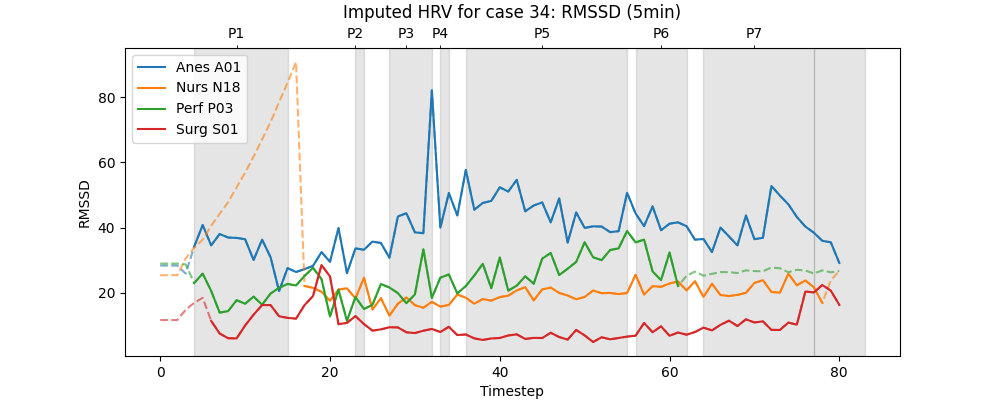 Imputed HRV for case 34: RMSSD (5min)
P1 P2 P3 P4 P5 P6 P7
Anes A01
Nurs N18
Perf P03
Surg S01
80
60
40
20
RMSSD
0 20 40 60 80
Timestep